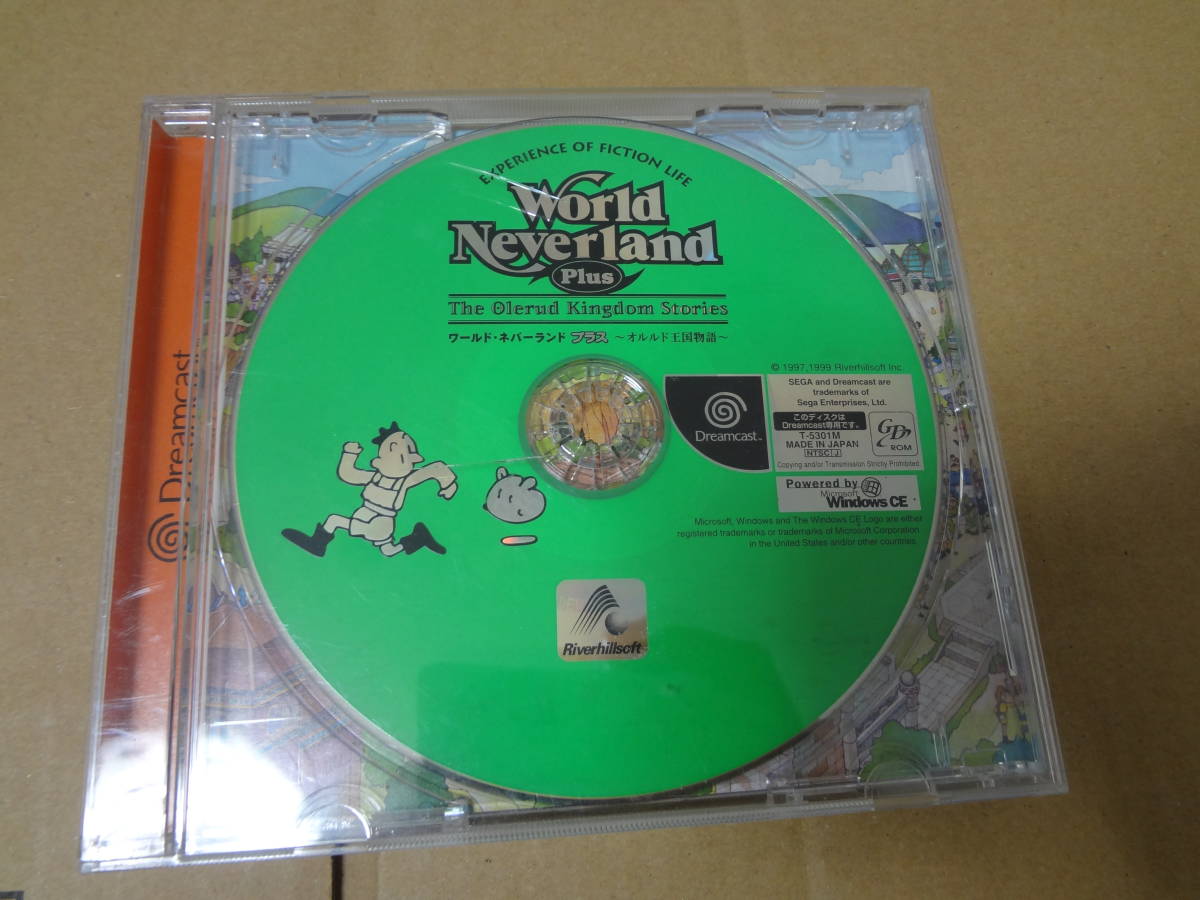 EXPERIENCE OF FICTION LIFE
World
Neverland
Plus
The Olerud Kingdom Stories
ワールド・ネバーランド プラス ～オルルド王国物語～
© 1997,1999 Riverhillsoft Inc.
SEGA and Dreamcast are
trademarks of
Sega Enterprises, Ltd.
Dreamcast™
このディスクは
Dreamcast専用です。
T-5301M
MADE IN JAPAN
NTSC J
GD
ROM
Copying and/or Transmission Strictly Prohibited.
Powered by
Microsoft
Windows CE
Microsoft, Windows and The Windows CE Logo are either
registered trademarks or trademarks of Microsoft Corporation
in the United States and/or other countries.
Riverhillsoft
Dreamcast